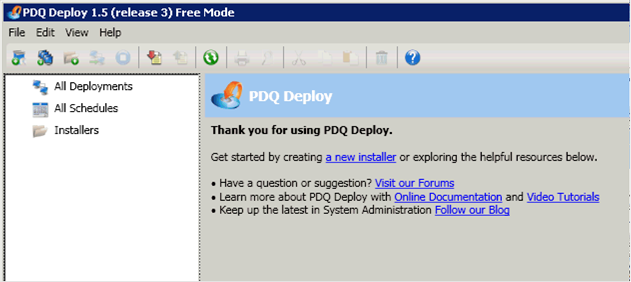 PDQ Deploy 1.5 (release 3) Free Mode
File Edit View Help
All Deployments
All Schedules
Installers
PDQ Deploy
Thank you for using PDQ Deploy.
Get started by creating a new installer or exploring the helpful resources below.
• Have a question or suggestion? Visit our Forums
• Learn more about PDQ Deploy with Online Documentation and Video Tutorials
• Keep up the latest in System Administration Follow our Blog